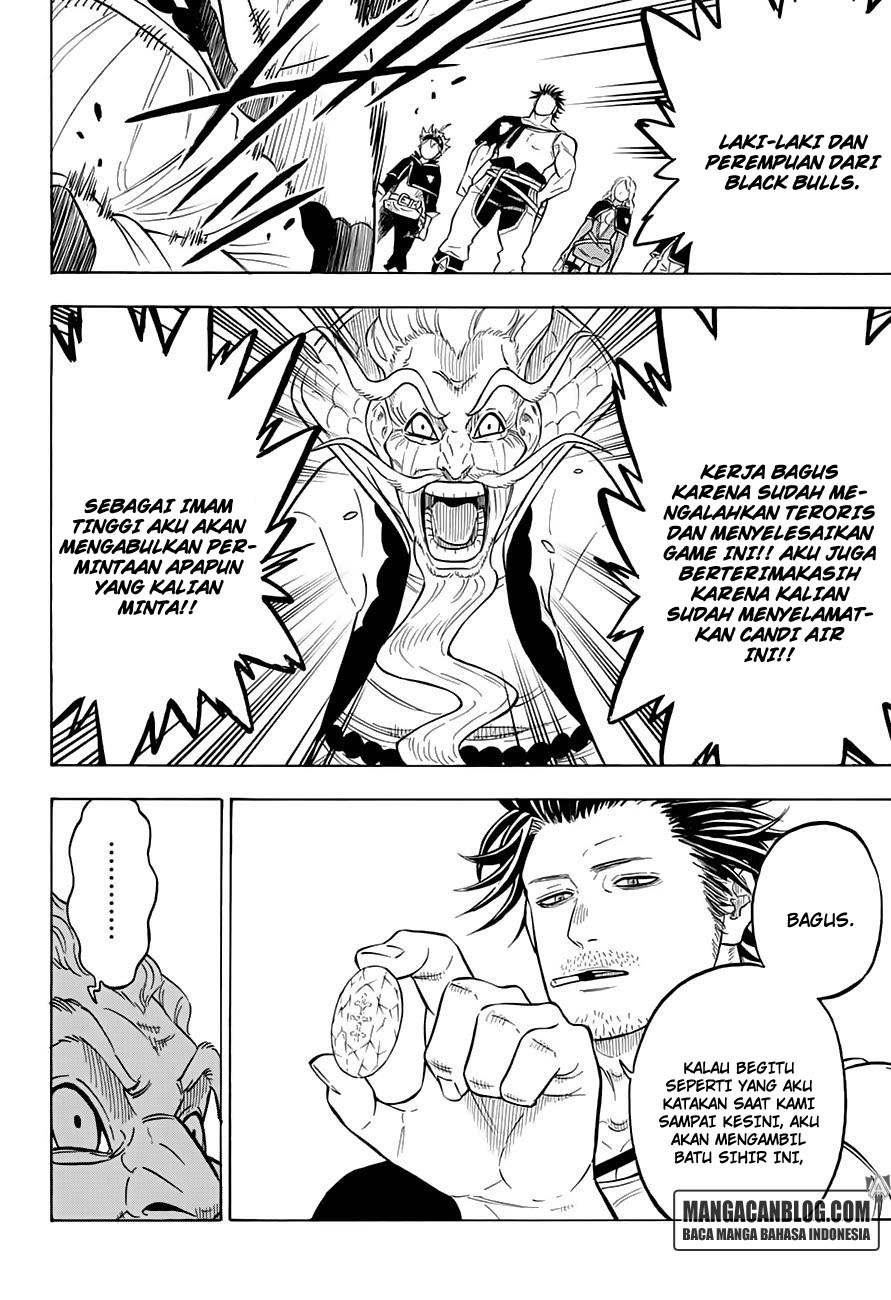 LAKI-LAKI DAN
PEREMPUAN DARI
BLACK BULLS.
KERJA BAGUS
KARENA SUDAH ME-
NGALAHKAN TERORIS
DAN MENYELESAIKAN
GAME INI!! AKU JUGA
BERTERIMAKASIH
KARENA KALIAN
SUDAH MENYELAMAT-
KAN CANDI AIR
INI!!
SEBAGAI IMAM
TINGGI AKU AKAN
MENGABULKAN PER-
MINTAAN APAPUN
YANG KALIAN
MINTA!!
BAGUS.
KALAU BEGITU
SEPERTI YANG AKU
KATAKAN SAAT KAMI
SAMPAI KESINI, AKU
AKAN MENGAMBIL
BATU SIHIR INI,
.........
MANGACANBLOG.COM
BACA MANGA BAHASA INDONESIA